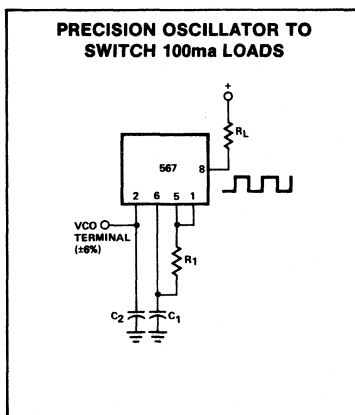 PRECISION OSCILLATOR TO
SWITCH 100ma LOADS
+
RL
567
8
2 6 5 1
VCO
TERMINAL
(±6%)
R1
C2 C1